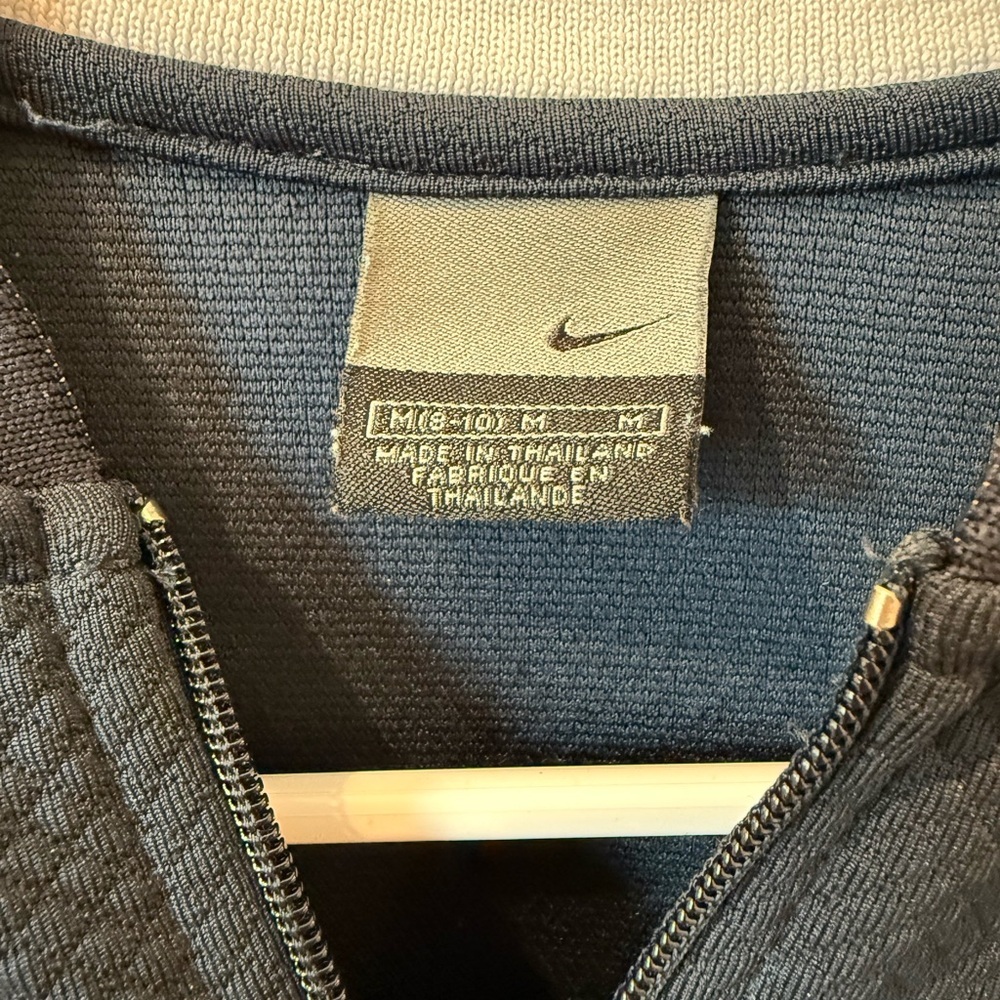 M(8-10) M M
MADE IN THAILAND
FABRIQUE EN
THAILANDE